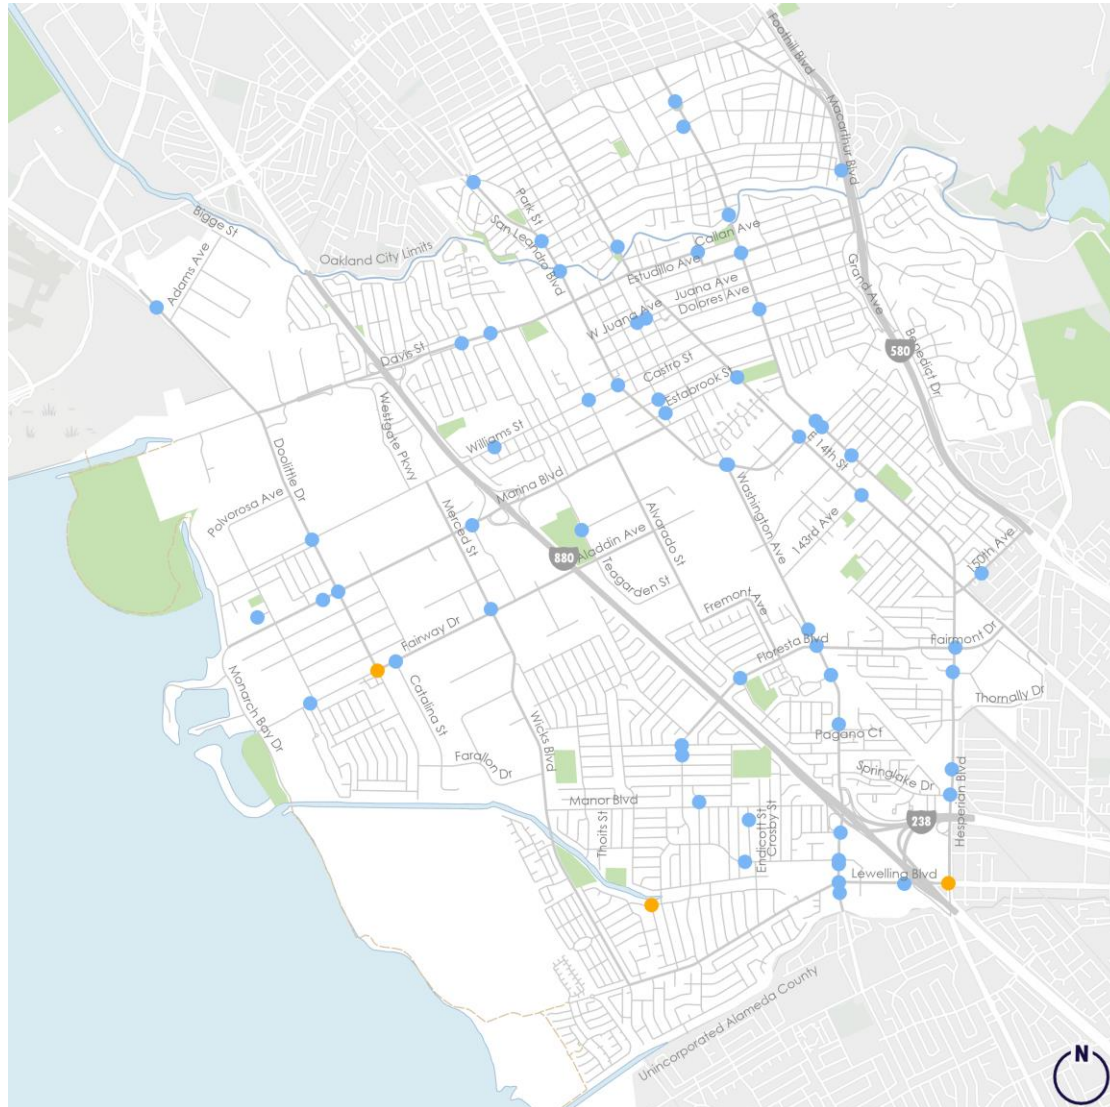 Foothill Blvd
Macarthur Blvd
Park St
San Leandro Blvd
Bigge St
Callan Ave
Oakland City Limits
Estudillo Ave
Adams Ave
Grand Ave
Juana Ave
Dolores Ave
W Juana Ave
580
Benedict Dr
Davis St
Castro St
Estabrook St
Westgate Pkwy
Williams St
E 14th St
Doolittle Dr
Marina Blvd
Polvorosa Ave
Merced St
Washington Ave
Alvarado St
143rd Ave
Aladdin Ave
880
150th Ave
Teagarden St
Fremont Ave
Fairway Dr
Floresta Blvd
Fairmont Dr
Monarch Bay Dr
Catalina St
Thornally Dr
Wicks Blvd
Pagano Ct
Farallon Dr
Springlake Dr
Hesperian Blvd
Manor Blvd
Thoits St
Endicott St
Crosby St
238
Lewelling Blvd
Unincorporated Alameda County
N